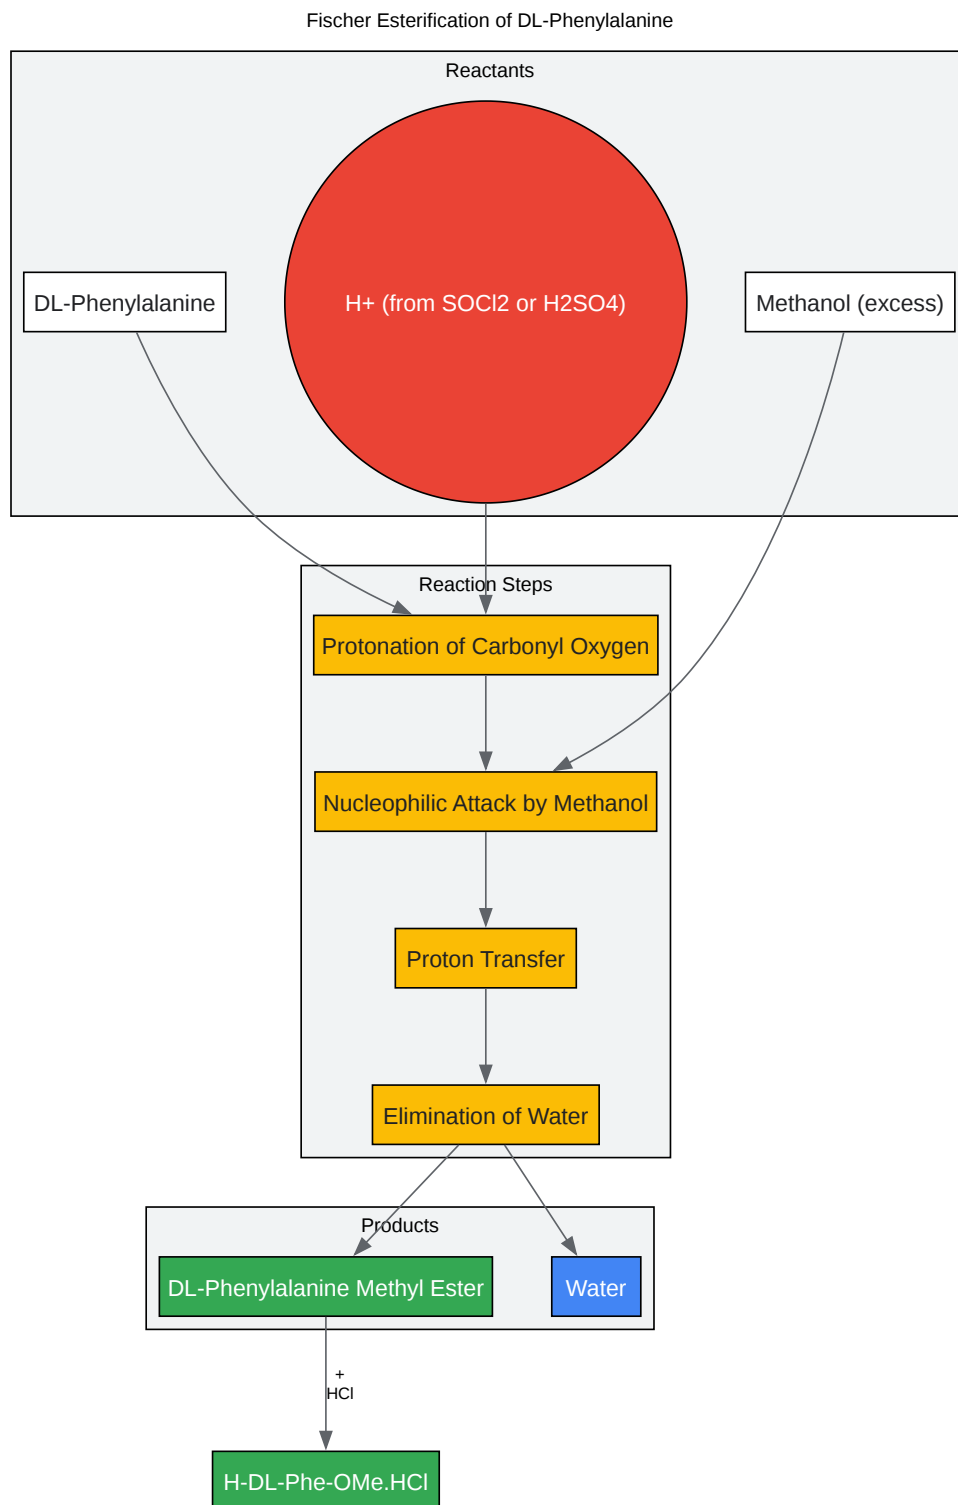 Fischer Esterification of DL-Phenylalanine
Reactants
DL-Phenylalanine
H+ (from SOCl2 or H2SO4)
Methanol (excess)
Reaction Steps
Protonation of Carbonyl Oxygen
Nucleophilic Attack by Methanol
Proton Transfer
Elimination of Water
Products
DL-Phenylalanine Methyl Ester
Water
+
HCl
H-DL-Phe-OMe.HCl